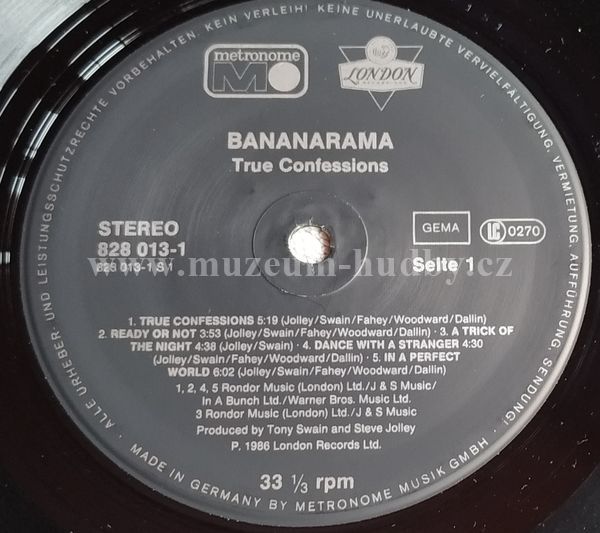 ALLE URHEBER- UND LEISTUNGSSCHUTZRECHTE VORBEHALTEN. KEIN VERLEIH! KEINE UNERLAUBTE VERVIELFÄLTIGUNG, VERMIETUNG, AUFFÜHRUNG, SENDUNG!
metronome
M
LONDON
BANANARAMA
True Confessions
STEREO
828 013-1
828 013-1 S 1
GEMA
LC 0270
Seite 1
www.muzeum-hudby.cz
1. TRUE CONFESSIONS 5:19 (Jolley/Swain/Fahey/Woodward/Dallin)
2. READY OR NOT 3:53 (Jolley/Swain/Fahey/Woodward/Dallin) · 3. A TRICK OF
THE NIGHT 4:38 (Jolley/Swain) · 4. DANCE WITH A STRANGER 4:30
(Jolley/Swain/Fahey/Woodward/Dallin) · 5. IN A PERFECT
WORLD 6:02 (Jolley/Swain/Fahey/Woodward/Dallin)
1, 2, 4, 5 Rondor Music (London) Ltd./J & S Music/
In A Bunch Ltd./Warner Bros. Music Ltd.
3 Rondor Music (London) Ltd./J & S Music
Produced by Tony Swain and Steve Jolley
P. 1986 London Records Ltd.
33 1/3 rpm
MADE IN GERMANY BY METRONOME MUSIK GMBH